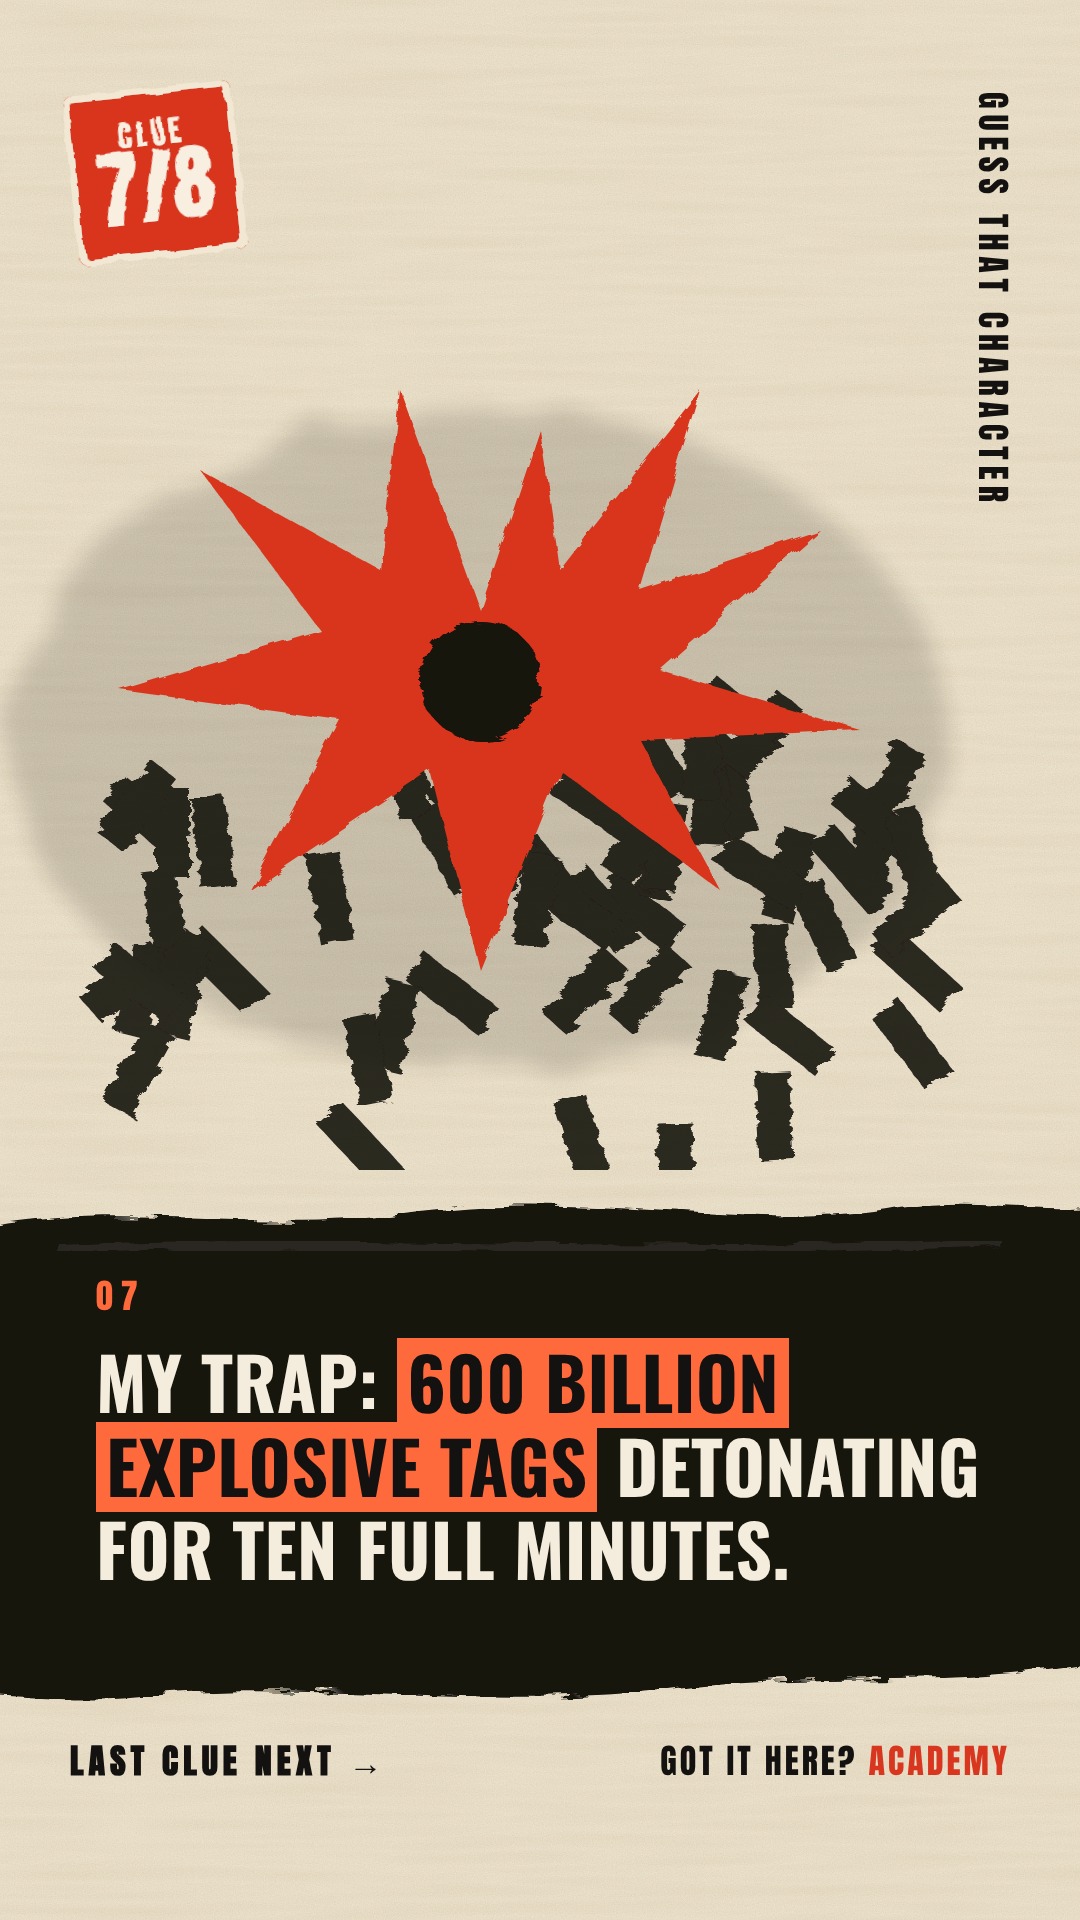 CLUE
7/8
GUESS THAT CHARACTER
07
MY TRAP: 600 BILLION
EXPLOSIVE TAGS DETONATING
FOR TEN FULL MINUTES.
LAST CLUE NEXT →
GOT IT HERE? ACADEMY